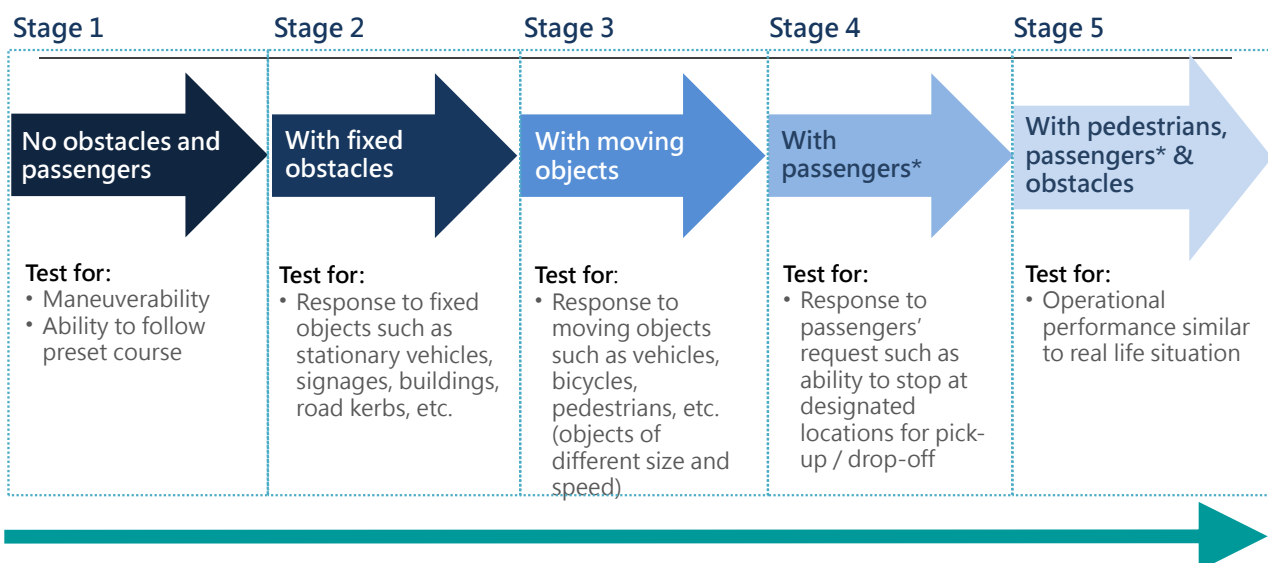 Stage 1
Stage 2
Stage 3
Stage 4
Stage 5
No obstacles and
passengers
With fixed
obstacles
With moving
objects
With
passengers*
With pedestrians,
passengers* &
obstacles
Test for:
• Maneuverability
• Ability to follow
preset course
Test for:
• Response to fixed
objects such as
stationary vehicles,
signages, buildings,
road kerbs, etc.
Test for:
• Response to
moving objects
such as vehicles,
bicycles,
pedestrians, etc.
(objects of
different size and
speed)
Test for:
• Response to
passengers'
request such as
ability to stop at
designated
locations for pick-
up / drop-off
Test for:
• Operational
performance similar
to real life situation